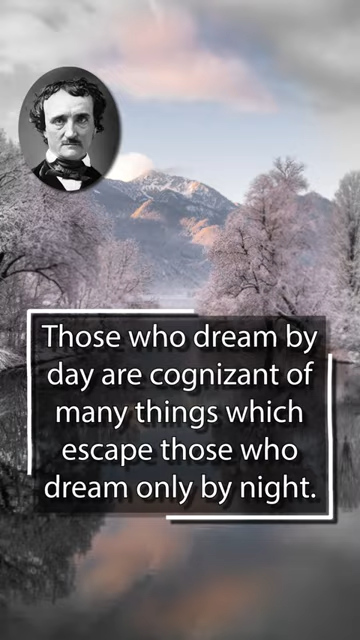 Those who dream by
day are cognizant of
many things which
escape those who
dream only by night.